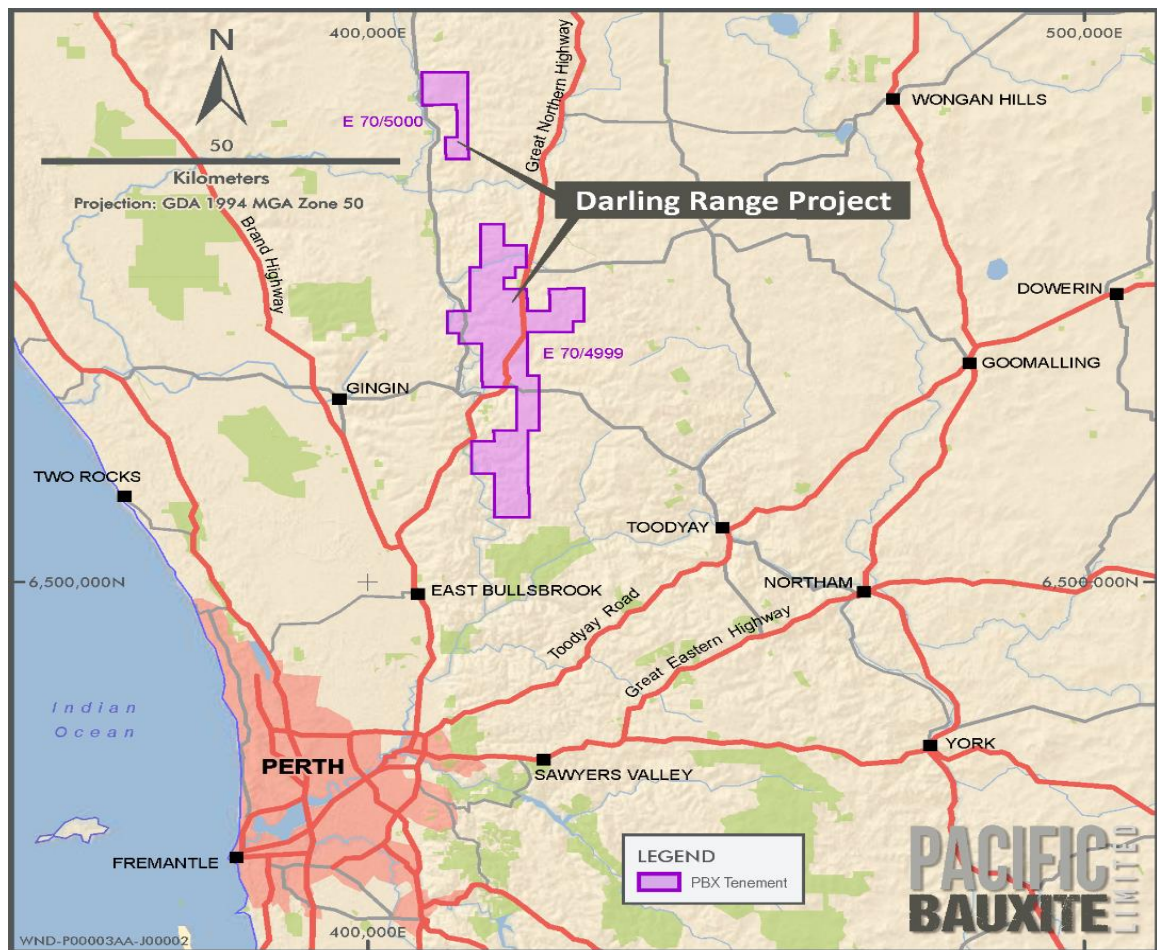 400,000E
500,000E
N
WONGAN HILLS
E 70/5000
Great Northern Highway
50
Kilometers
Projection: GDA 1994 MGA Zone 50
Darling Range Project
Brand Highway
DOWERIN
E 70/4999
GOOMALLING
GINGIN
TWO ROCKS
TOODYAY
6,500,000N
6,500,000N
NORTHAM
EAST BULLSBROOK
Toodyay Road
Great Eastern Highway
Indian
Ocean
YORK
PERTH
SAWYERS VALLEY
FREMANTLE
LEGEND
PBX Tenement
PACIFIC
BAUXITE
LIMITED
400,000E
WND-P00003AA-J00002